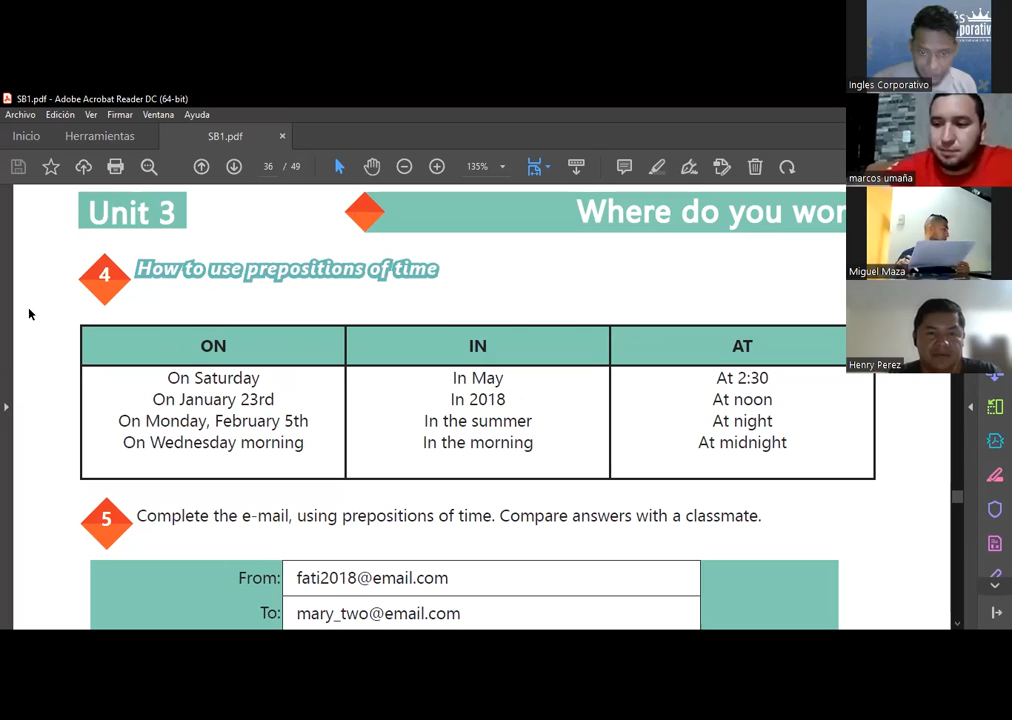 SB1.pdf - Adobe Acrobat Reader DC (64-bit)
Archivo Edición Ver Firmar Ventana Ayuda
Inicio Herramientas SB1.pdf ×
36 / 49 135%
Unit 3
Where do you wor
4 How to use prepositions of time
ON IN AT
On Saturday In May At 2:30
On January 23rd In 2018 At noon
On Monday, February 5th In the summer At night
On Wednesday morning In the morning At midnight
5 Complete the e-mail, using prepositions of time. Compare answers with a classmate.
From: fati2018@email.com
To: mary_two@email.com
Ingles Corporativo
marcos umaña
Miguel Maza
Henry Perez